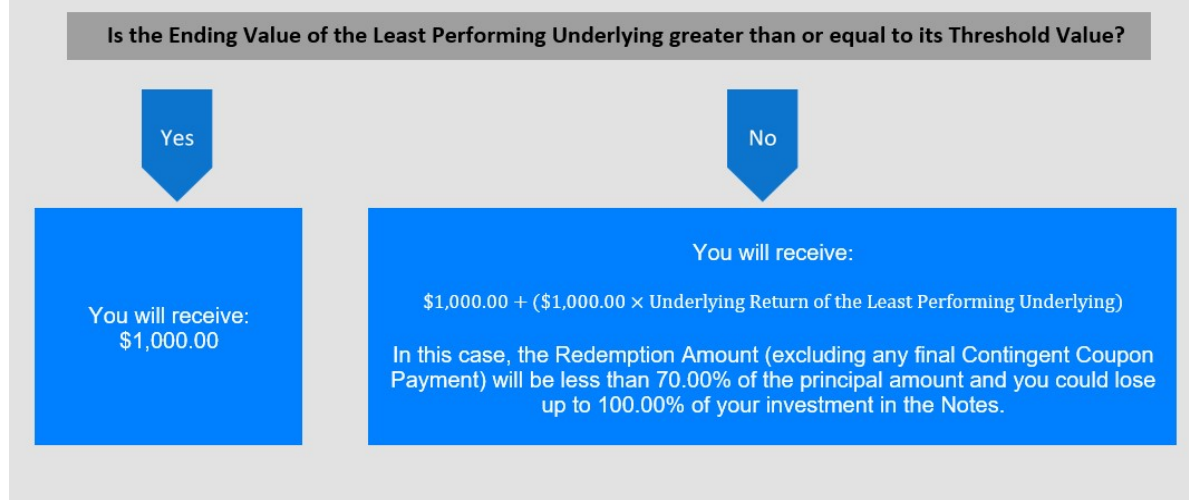 Is the Ending Value of the Least Performing Underlying greater than or equal to its Threshold Value?
Yes
No
You will receive:
$1,000.00
You will receive:
$1,000.00 + ($1,000.00 × Underlying Return of the Least Performing Underlying)
In this case, the Redemption Amount (excluding any final Contingent Coupon
Payment) will be less than 70.00% of the principal amount and you could lose
up to 100.00% of your investment in the Notes.